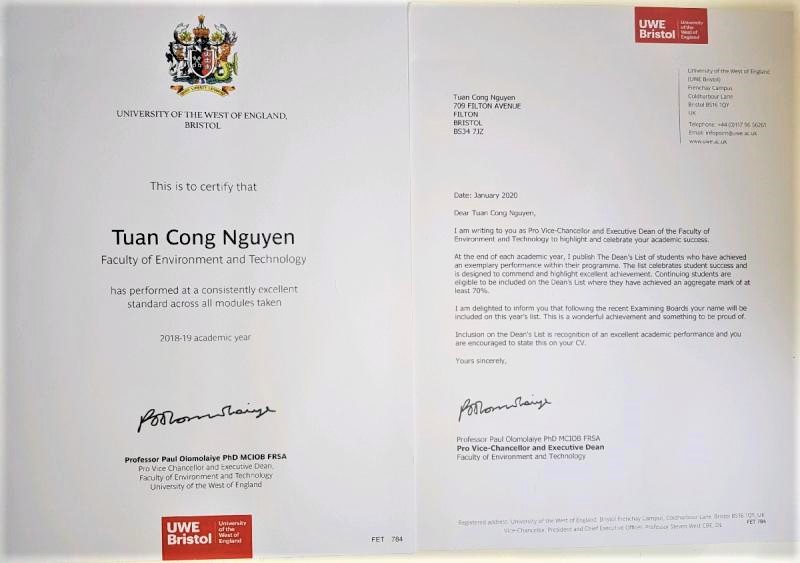 UNIVERSITY OF THE WEST OF ENGLAND,
BRISTOL
This is to certify that
Tuan Cong Nguyen
Faculty of Environment and Technology
has performed at a consistently excellent
standard across all modules taken
2018-19 academic year
Professor Paul Olomolaiye PhD MCIOB FRSA
Pro Vice Chancellor and Executive Dean,
Faculty of Environment and Technology
University of the West of England
UWE
Bristol
University
of the
West of
England
FET 784
UWE
Bristol
University
of the
West of
England
University of the West of England
(UWE Bristol)
Frenchay Campus
Coldharbour Lane
Bristol BS16 1QY
UK
Telephone: +44 (0)117 96 56261
Email: infopoint@uwe.ac.uk
www.uwe.ac.uk
Tuan Cong Nguyen
709 FILTON AVENUE
FILTON
BRISTOL
BS34 7JZ
Date: January 2020
Dear Tuan Cong Nguyen,
I am writing to you as Pro Vice-Chancellor and Executive Dean of the Faculty of
Environment and Technology to highlight and celebrate your academic success.
At the end of each academic year, I publish The Dean's List of students who have achieved
an exemplary performance within their programme. The list celebrates student success and
is designed to commend and highlight excellent achievement. Continuing students are
eligible to be included on the Dean's List where they have achieved an aggregate mark of at
least 70%.
I am delighted to inform you that following the recent Examining Boards your name will be
included on this year's list. This is a wonderful achievement and something to be proud of.
Inclusion on the Dean's List is recognition of an excellent academic performance and you
are encouraged to state this on your CV.
Yours sincerely,
Professor Paul Olomolaiye PhD MCIOB FRSA
Pro Vice-Chancellor and Executive Dean
Faculty of Environment and Technology
Registered address: University of the West of England, Bristol Frenchay Campus, Coldharbour Lane, Bristol BS16 1QY, UK
Vice-Chancellor, President and Chief Executive Officer: Professor Steven West CBE, DL
FET 784